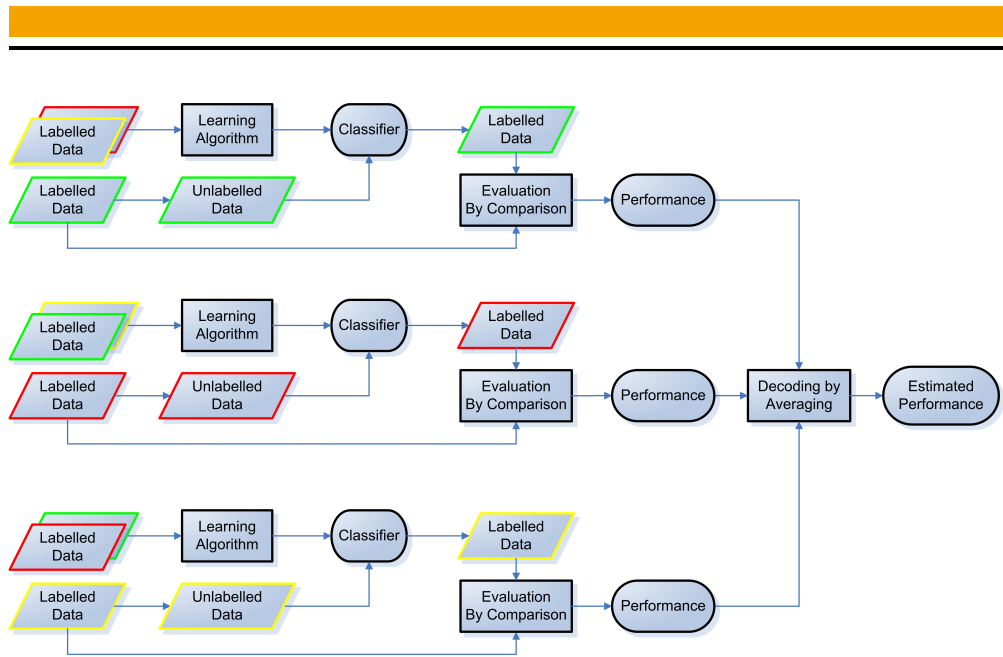 Labelled
Data
Learning
Algorithm
Classifier
Labelled
Data
Labelled
Data
Unlabelled
Data
Evaluation
By Comparison
Performance
Labelled
Data
Learning
Algorithm
Classifier
Labelled
Data
Labelled
Data
Unlabelled
Data
Evaluation
By Comparison
Performance
Decoding by
Averaging
Estimated
Performance
Labelled
Data
Learning
Algorithm
Classifier
Labelled
Data
Labelled
Data
Unlabelled
Data
Evaluation
By Comparison
Performance